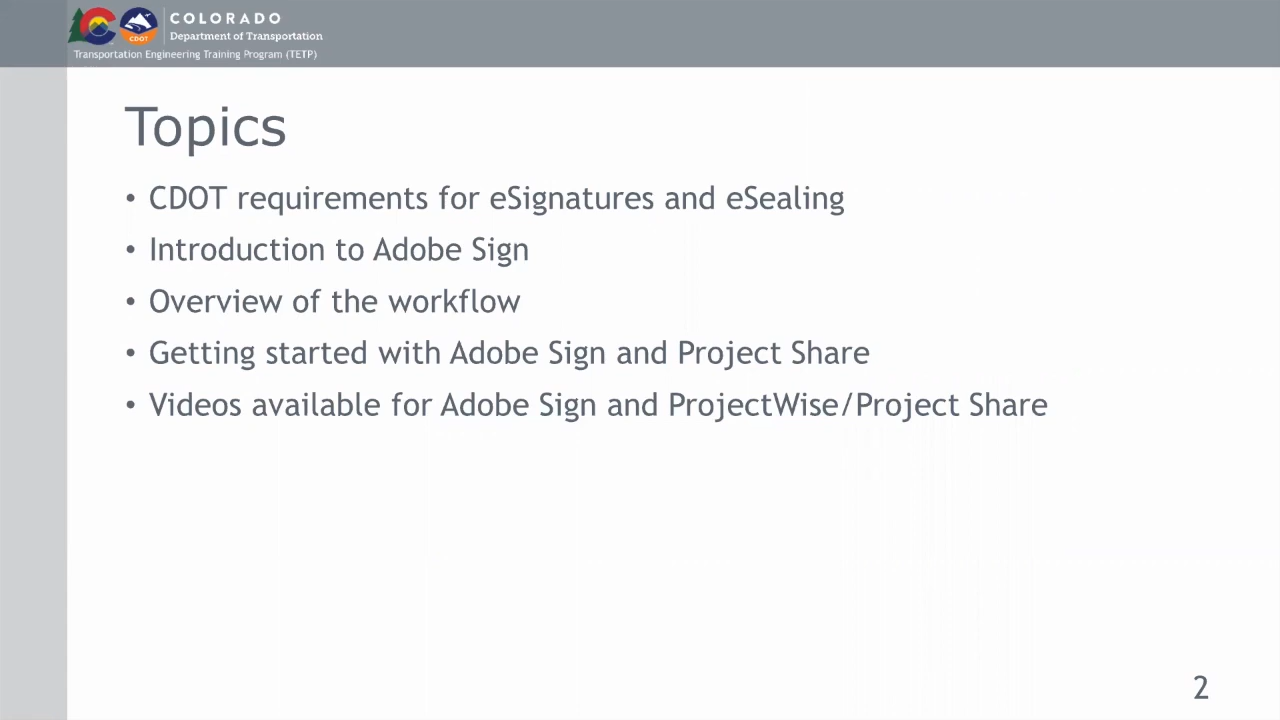 COLORADO
Department of Transportation
CDOT
Transportation Engineering Training Program (TETP)
Topics
• CDOT requirements for eSignatures and eSealing
• Introduction to Adobe Sign
• Overview of the workflow
• Getting started with Adobe Sign and Project Share
• Videos available for Adobe Sign and ProjectWise/Project Share
2